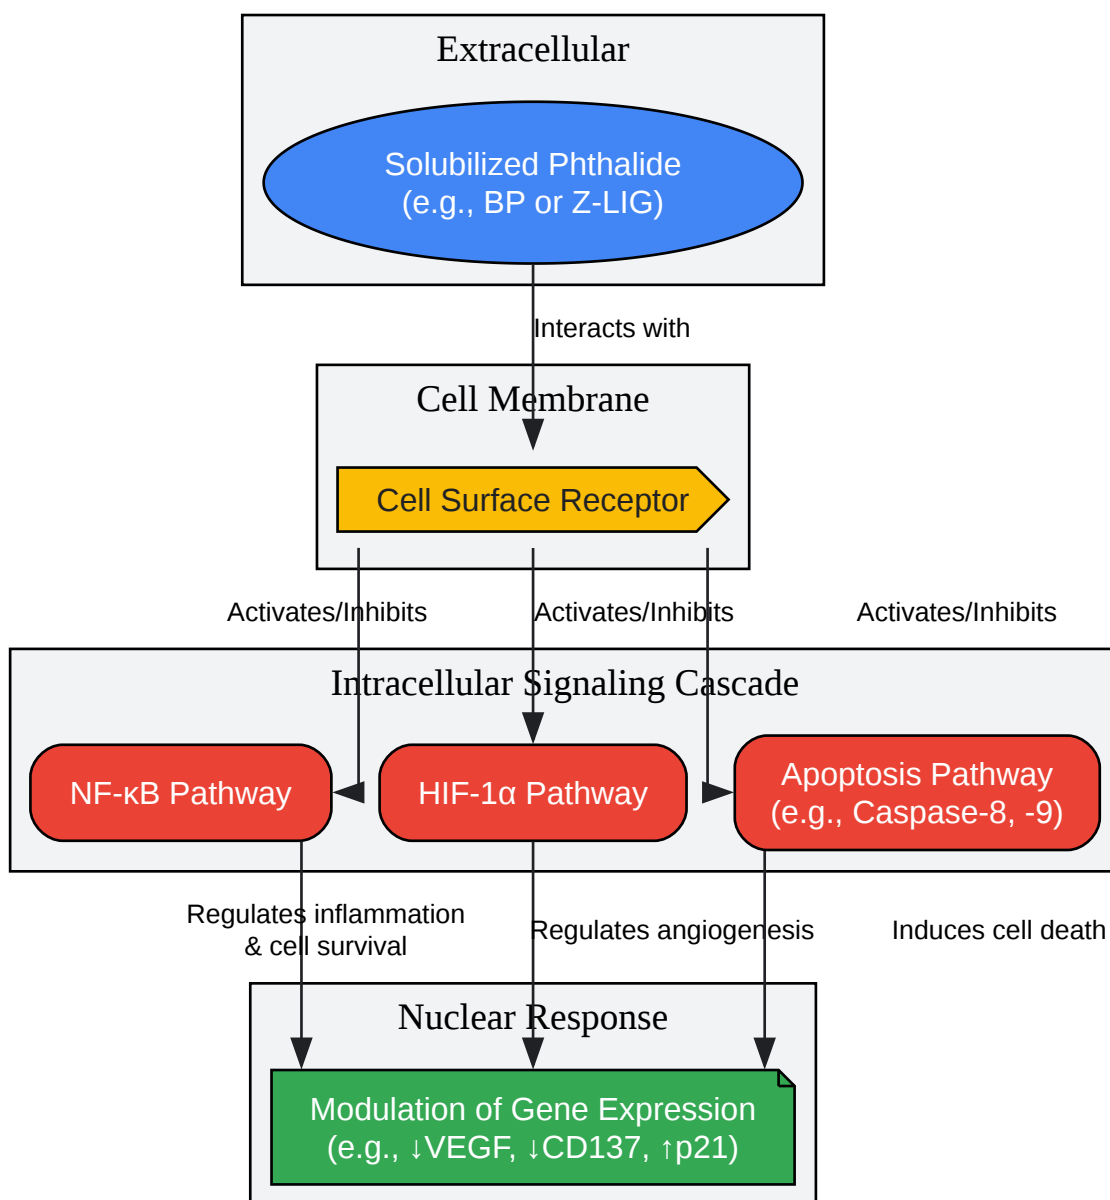 Extracellular
Solubilized Phthalide
(e.g., BP or Z-LIG)
Interacts with
Cell Membrane
Cell Surface Receptor
Activates/Inhibits
Activates/Inhibits
Activates/Inhibits
Intracellular Signaling Cascade
NF-κB Pathway
HIF-1α Pathway
Apoptosis Pathway
(e.g., Caspase-8, -9)
Regulates inflammation
& cell survival
Regulates angiogenesis
Induces cell death
Nuclear Response
Modulation of Gene Expression
(e.g., ↓VEGF, ↓CD137, ↑p21)